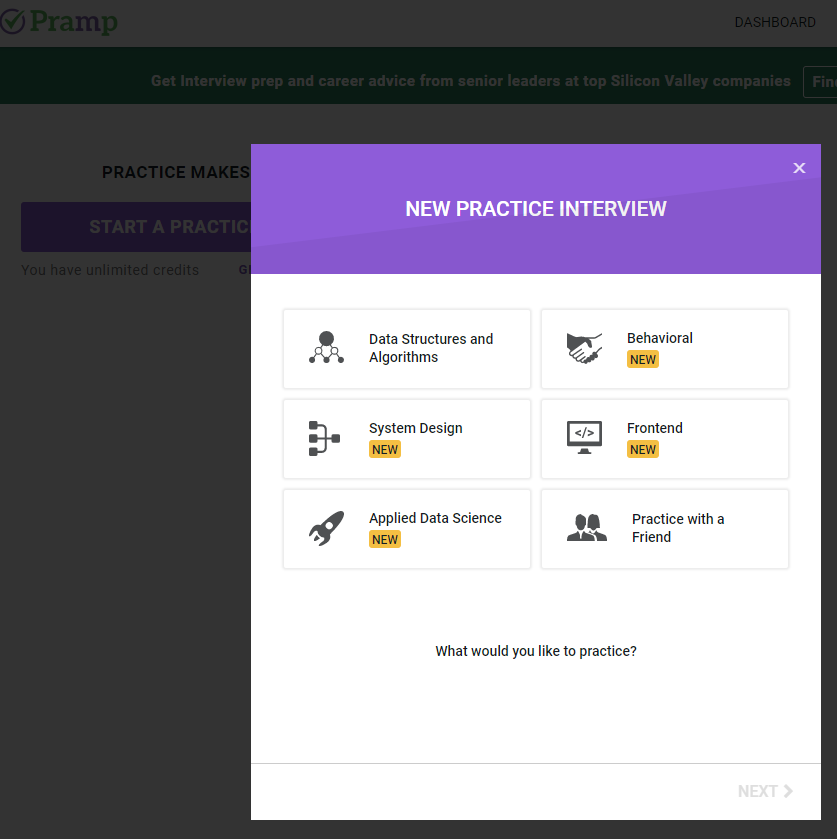 Pramp
DASHBOARD
Get Interview prep and career advice from senior leaders at top Silicon Valley companies
PRACTICE MAKES
START A PRACTIC
You have unlimited credits
NEW PRACTICE INTERVIEW
Data Structures and
Algorithms
Behavioral
NEW
System Design
NEW
Frontend
</>
NEW
Applied Data Science
NEW
Practice with a
Friend
What would you like to practice?
NEXT